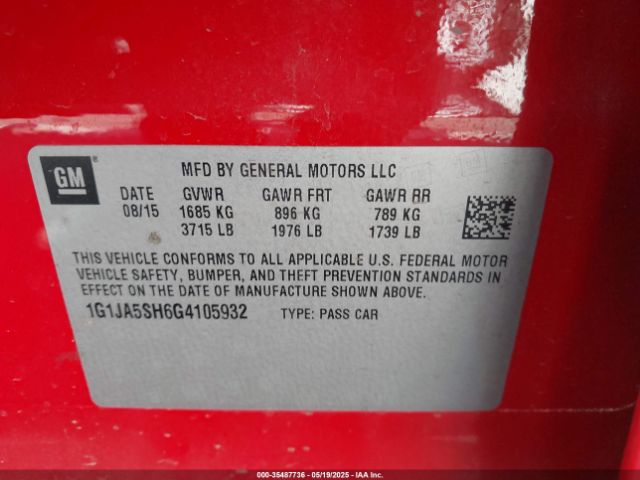 GM
MFD BY GENERAL MOTORS LLC
DATE GVWR GAWR FRT GAWR RR
08/15 1685 KG 896 KG 789 KG
3715 LB 1976 LB 1739 LB
THIS VEHICLE CONFORMS TO ALL APPLICABLE U.S. FEDERAL MOTOR
VEHICLE SAFETY, BUMPER, AND THEFT PREVENTION STANDARDS IN
EFFECT ON THE DATE OF MANUFACTURE SHOWN ABOVE.
1G1JA5SH6G4105932 TYPE: PASS CAR
000-35487736 - 05/19/2025 - IAA, Inc.